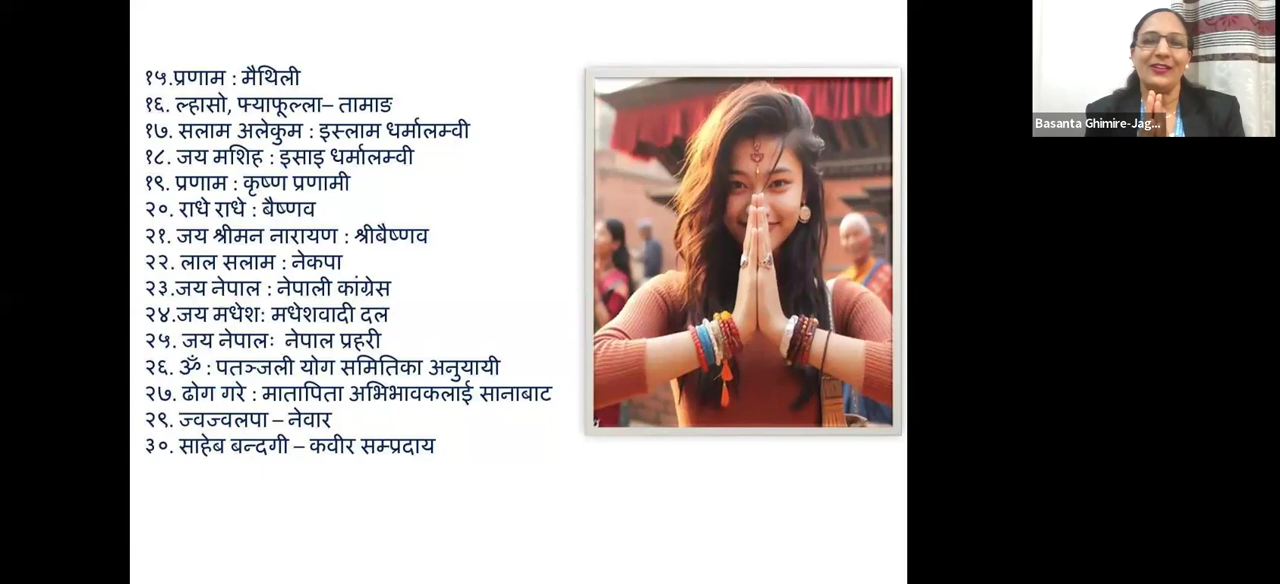 १५.प्रणाम : मैथिली
१६. ल्हासो, फ्याफूल्ला– तामाङ
१७. सलाम अलेकुम : इस्लाम धर्मालम्वी
१८. जय मशिह : इसाइ धर्मालम्वी
१९. प्रणाम : कृष्ण प्रणामी
२०. राधे राधे : बैष्णव
२१. जय श्रीमन नारायण : श्रीबैष्णव
२२. लाल सलाम : नेकपा
२३.जय नेपाल : नेपाली कांग्रेस
२४.जय मधेश: मधेशवादी दल
२५. जय नेपालः नेपाल प्रहरी
२६. ॐ : पतञ्जली योग समितिका अनुयायी
२७. ढोग गरे : मातापिता अभिभावकलाई सानाबाट
२९. ज्वज्वलपा – नेवार
३०. साहेब बन्दगी – कवीर सम्प्रदाय
Basanta Ghimire-Jag...